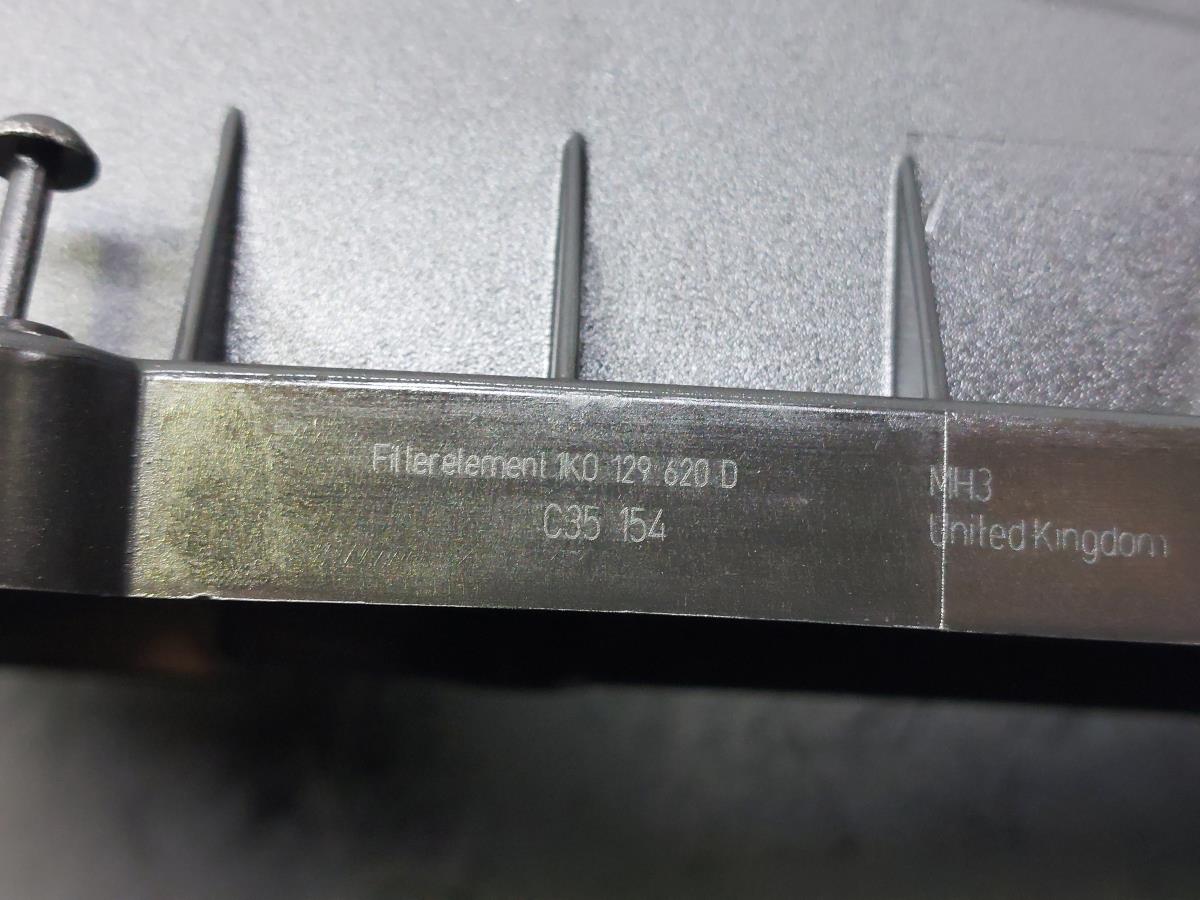 Filterelement 1K0 129 620 D
C35 154
MH3
United Kingdom